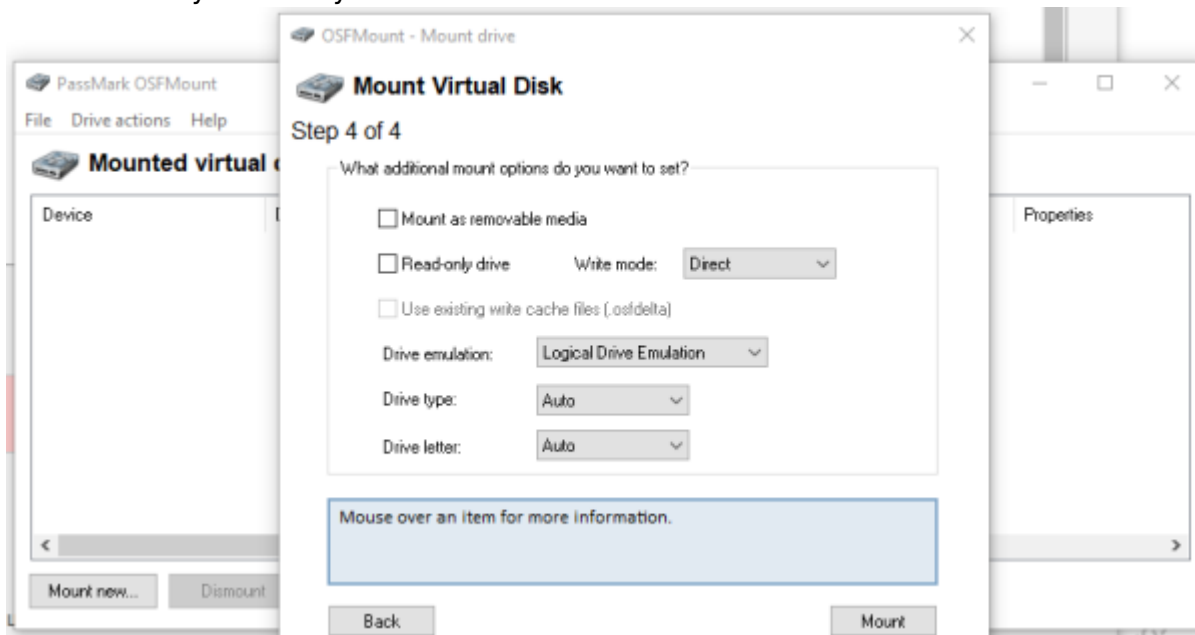 OSFMount - Mount drive
PassMark OSFMount
Mount Virtual Disk
File Drive actions Help
Step 4 of 4
Mounted virtual
What additional mount options do you want to set?
Device
Properties
Mount as removable media
Read-only drive Write mode: Direct
Use existing write cache files (.osfdelta)
Drive emulation: Logical Drive Emulation
Drive type: Auto
Drive letter: Auto
Mouse over an item for more information.
Mount new... Dismount
Back Mount